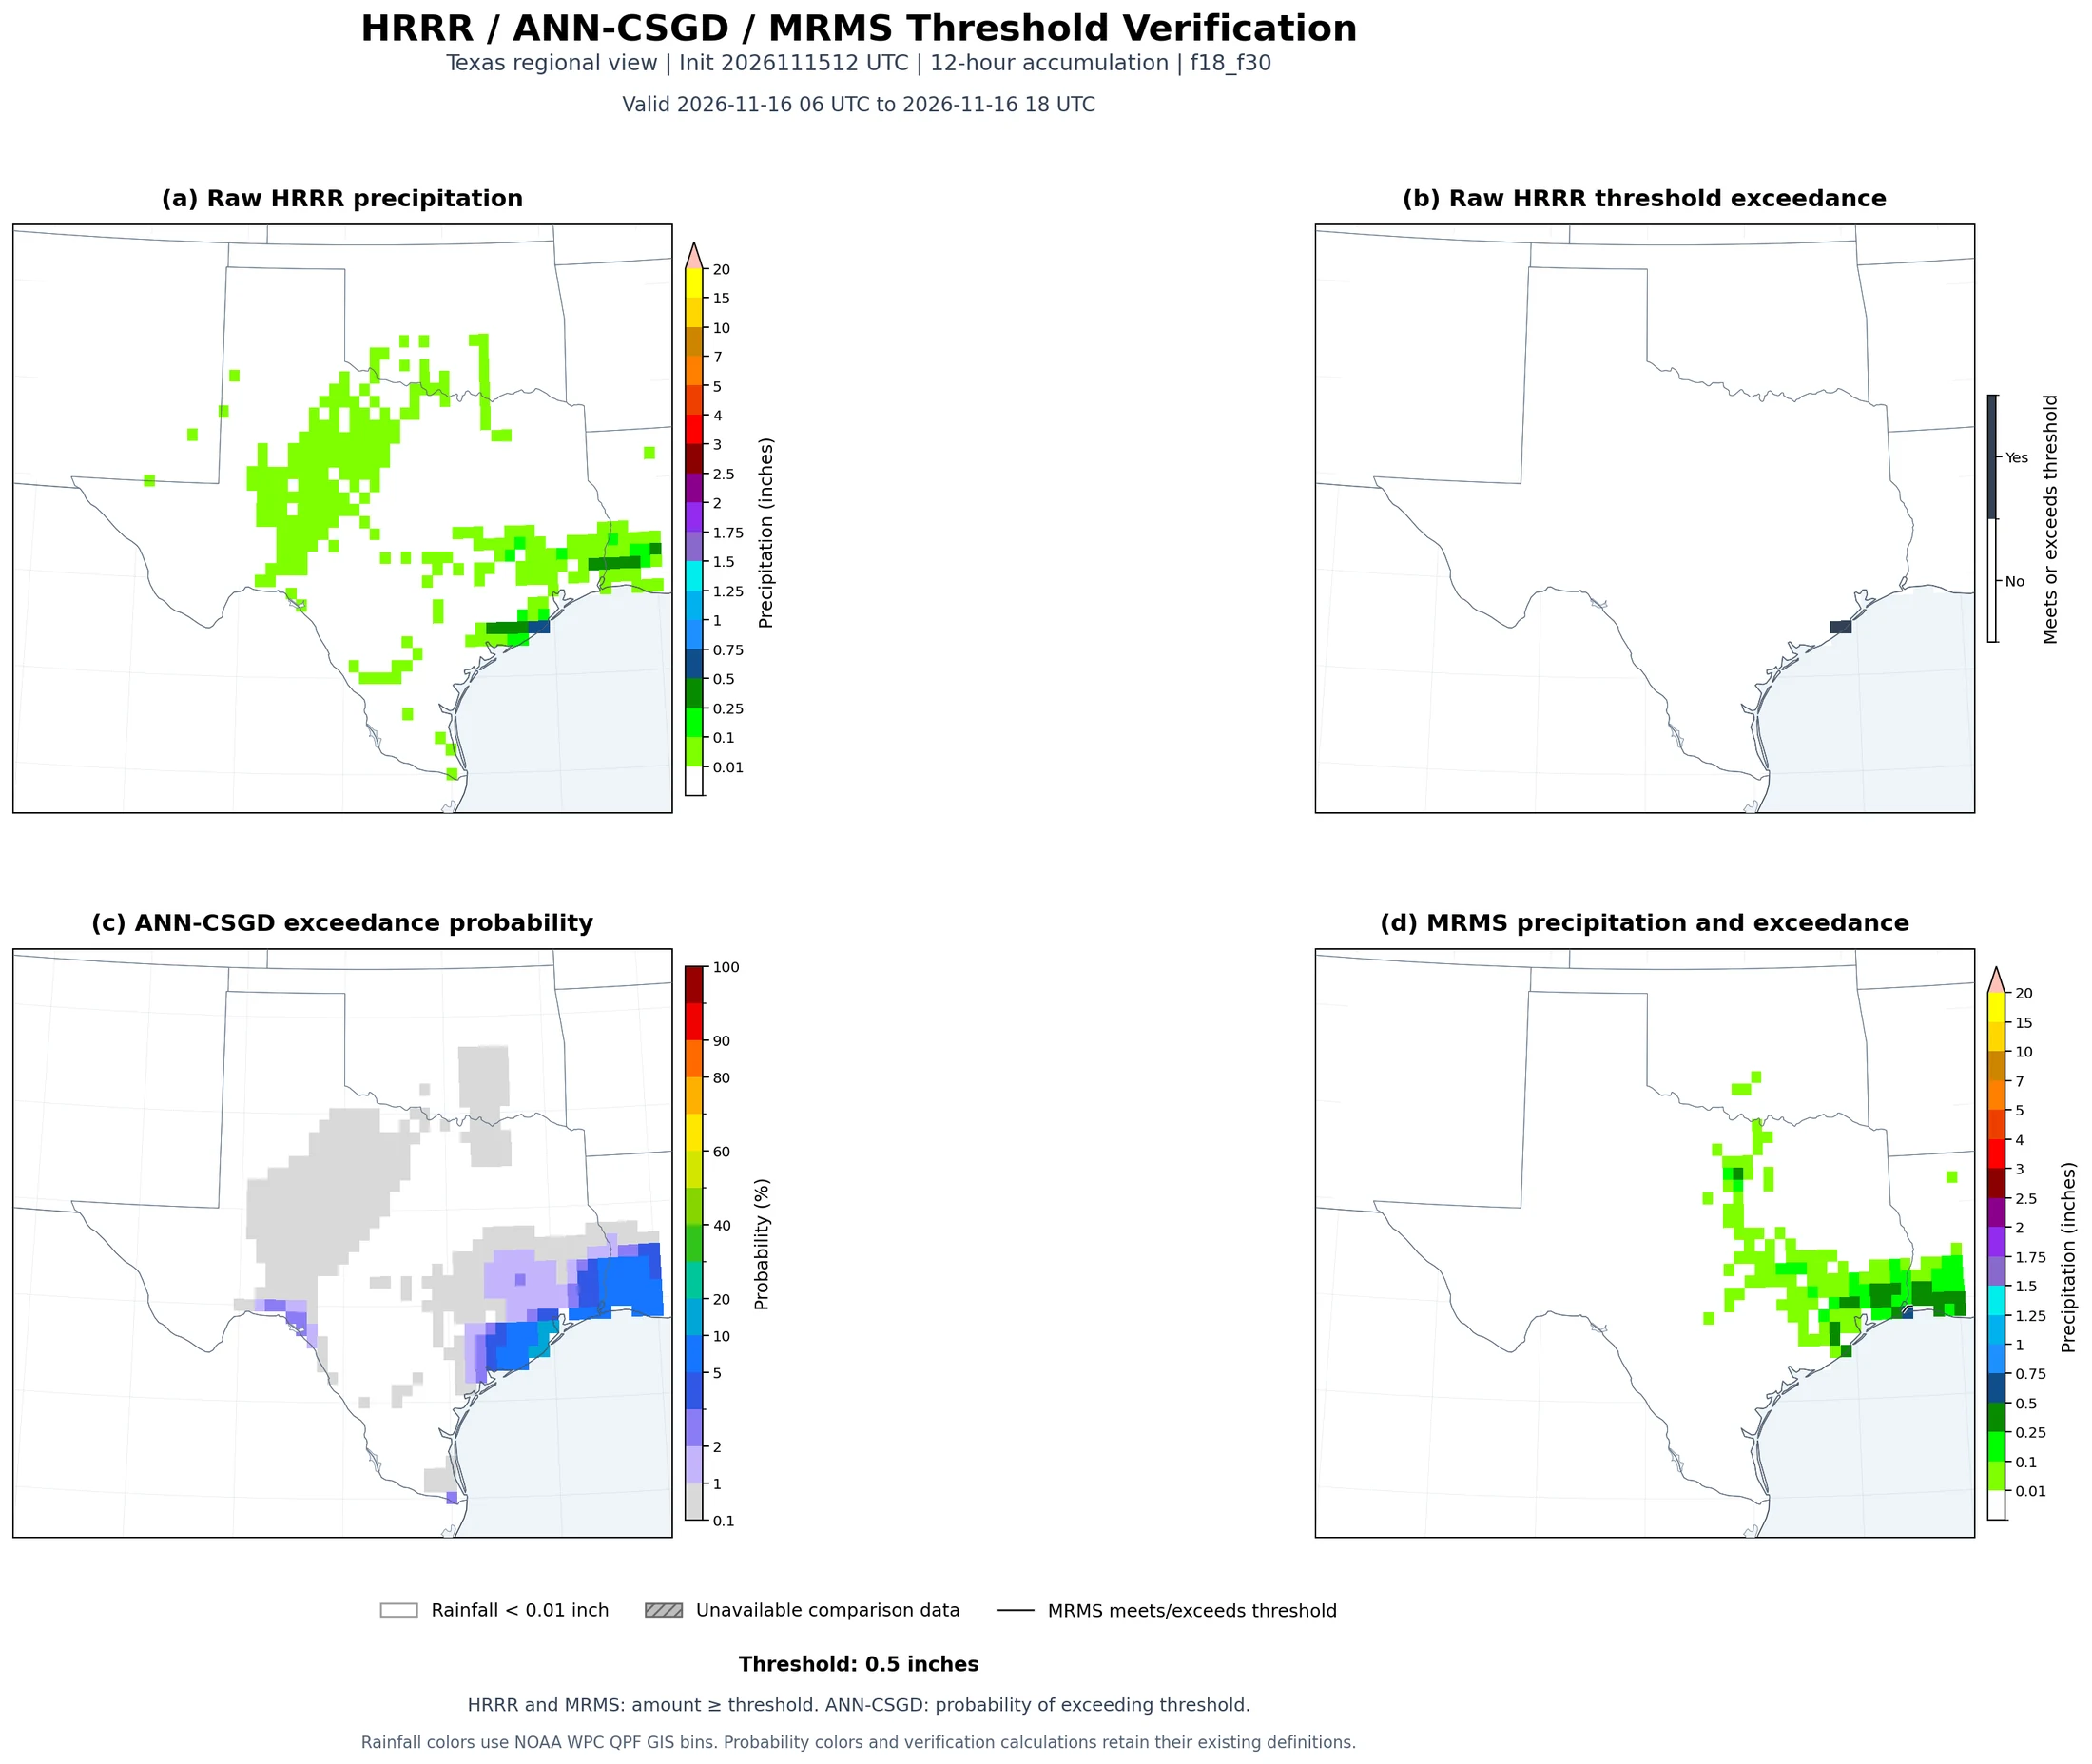 HRRR / ANN-CSGD / MRMS Threshold Verification
Texas regional view | Init 2026111512 UTC | 12-hour accumulation | f18_f30
Valid 2026-11-16 06 UTC to 2026-11-16 18 UTC
(a) Raw HRRR precipitation
20
15
10
7
5
4
3
2.5
2
1.75
1.5
1.25
1
0.75
0.5
0.25
0.1
0.01
Precipitation (inches)
(b) Raw HRRR threshold exceedance
Yes
No
Meets or exceeds threshold
(c) ANN-CSGD exceedance probability
100
90
80
60
40
20
10
5
2
1
0.1
Probability (%)
(d) MRMS precipitation and exceedance
20
15
10
7
5
4
3
2.5
2
1.75
1.5
1.25
1
0.75
0.5
0.25
0.1
0.01
Precipitation (inches)
Rainfall < 0.01 inch
Unavailable comparison data
MRMS meets/exceeds threshold
Threshold: 0.5 inches
HRRR and MRMS: amount ≥ threshold. ANN-CSGD: probability of exceeding threshold.
Rainfall colors use NOAA WPC QPF GIS bins. Probability colors and verification calculations retain their existing definitions.